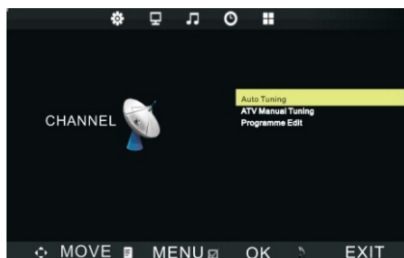 Auto Tuning
ATV Manual Tuning
Programme Edit
CHANNEL
MOVE MENU OK EXIT